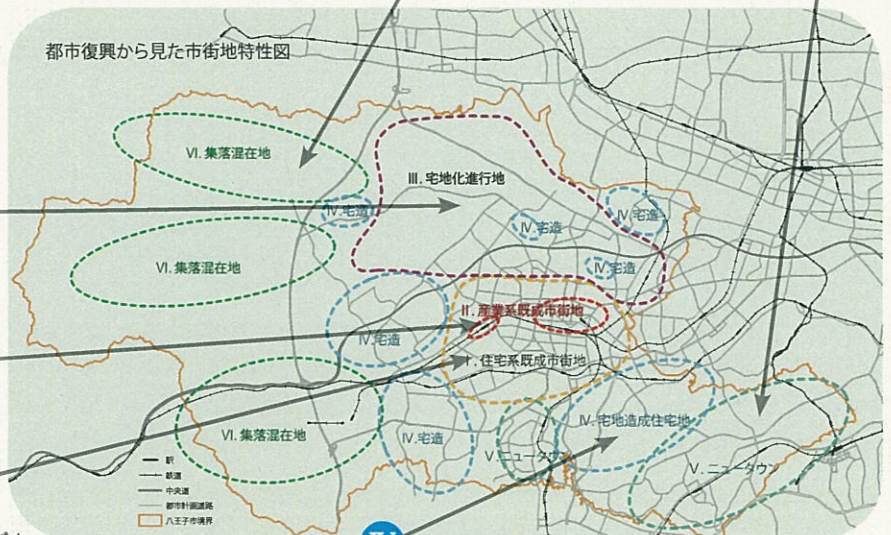 都市復興から見た市街地特性図
VI. 集落混在地
III. 宅地化進行地
IV. 宅造
IV. 宅造
IV. 宅造
VI. 集落混在地
IV. 宅造
II. 産業系既成市街地
IV. 宅造
I. 住宅系既成市街地
VI. 集落混在地
IV. 宅造
IV. 宅地造成住宅地
V. ニュータウン
V. ニュータウン
駅
鉄道
中央道
都市計画道路
八王子市境界
IV